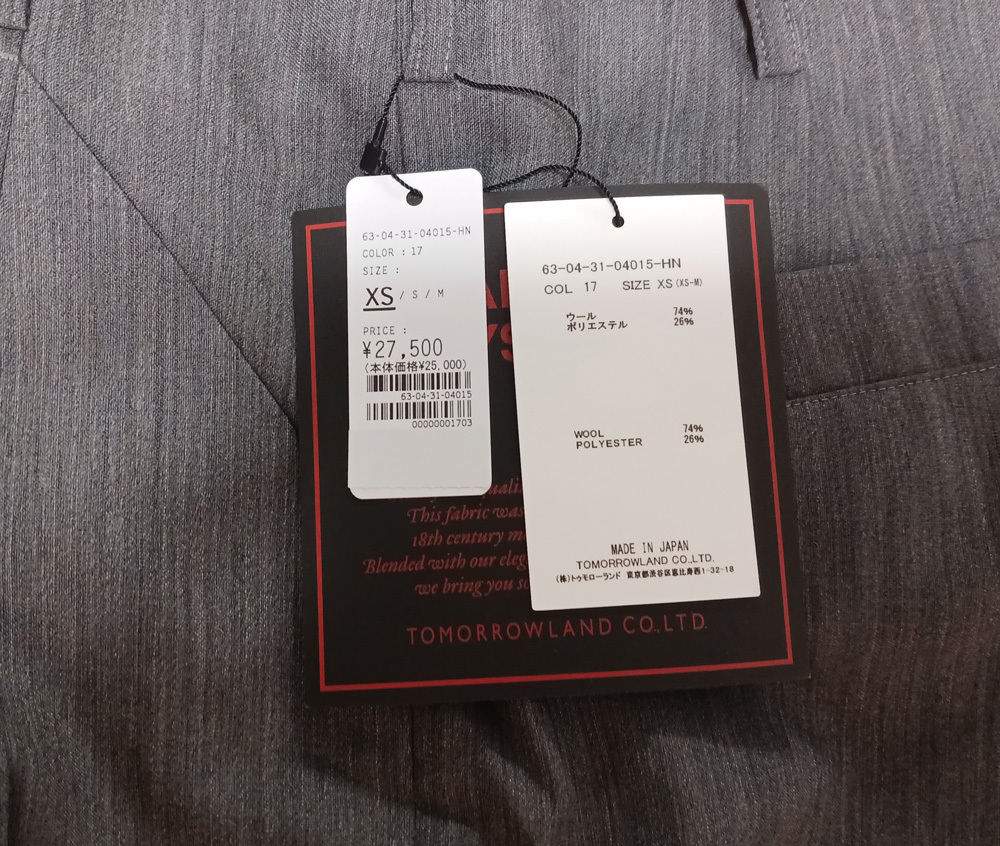 63-04-31-04015-HN
COLOR : 17
SIZE :
XS / S / M
PRICE :
¥27,500
(本体価格¥25,000)
63-04-31-04015
00000001703
63-04-31-04015-HN
COL 17 SIZE XS (XS-M)
ウール 74%
ポリエステル 26%
WOOL 74%
POLYESTER 26%
MADE IN JAPAN
TOMORROWLAND CO.,LTD.
(株)トゥモローランド 東京都渋谷区恵比寿西1-32-18
This fabric was
18th century
Blended with our
we bring you
TOMORROWLAND CO.,LTD.